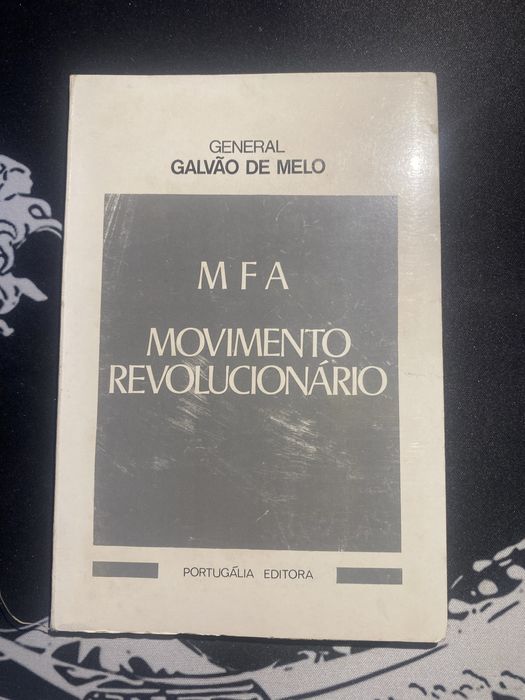 GENERAL
GALVÃO DE MELO
MFA
MOVIMENTO
REVOLUCIONÁRIO
PORTUGÁLIA EDITORA